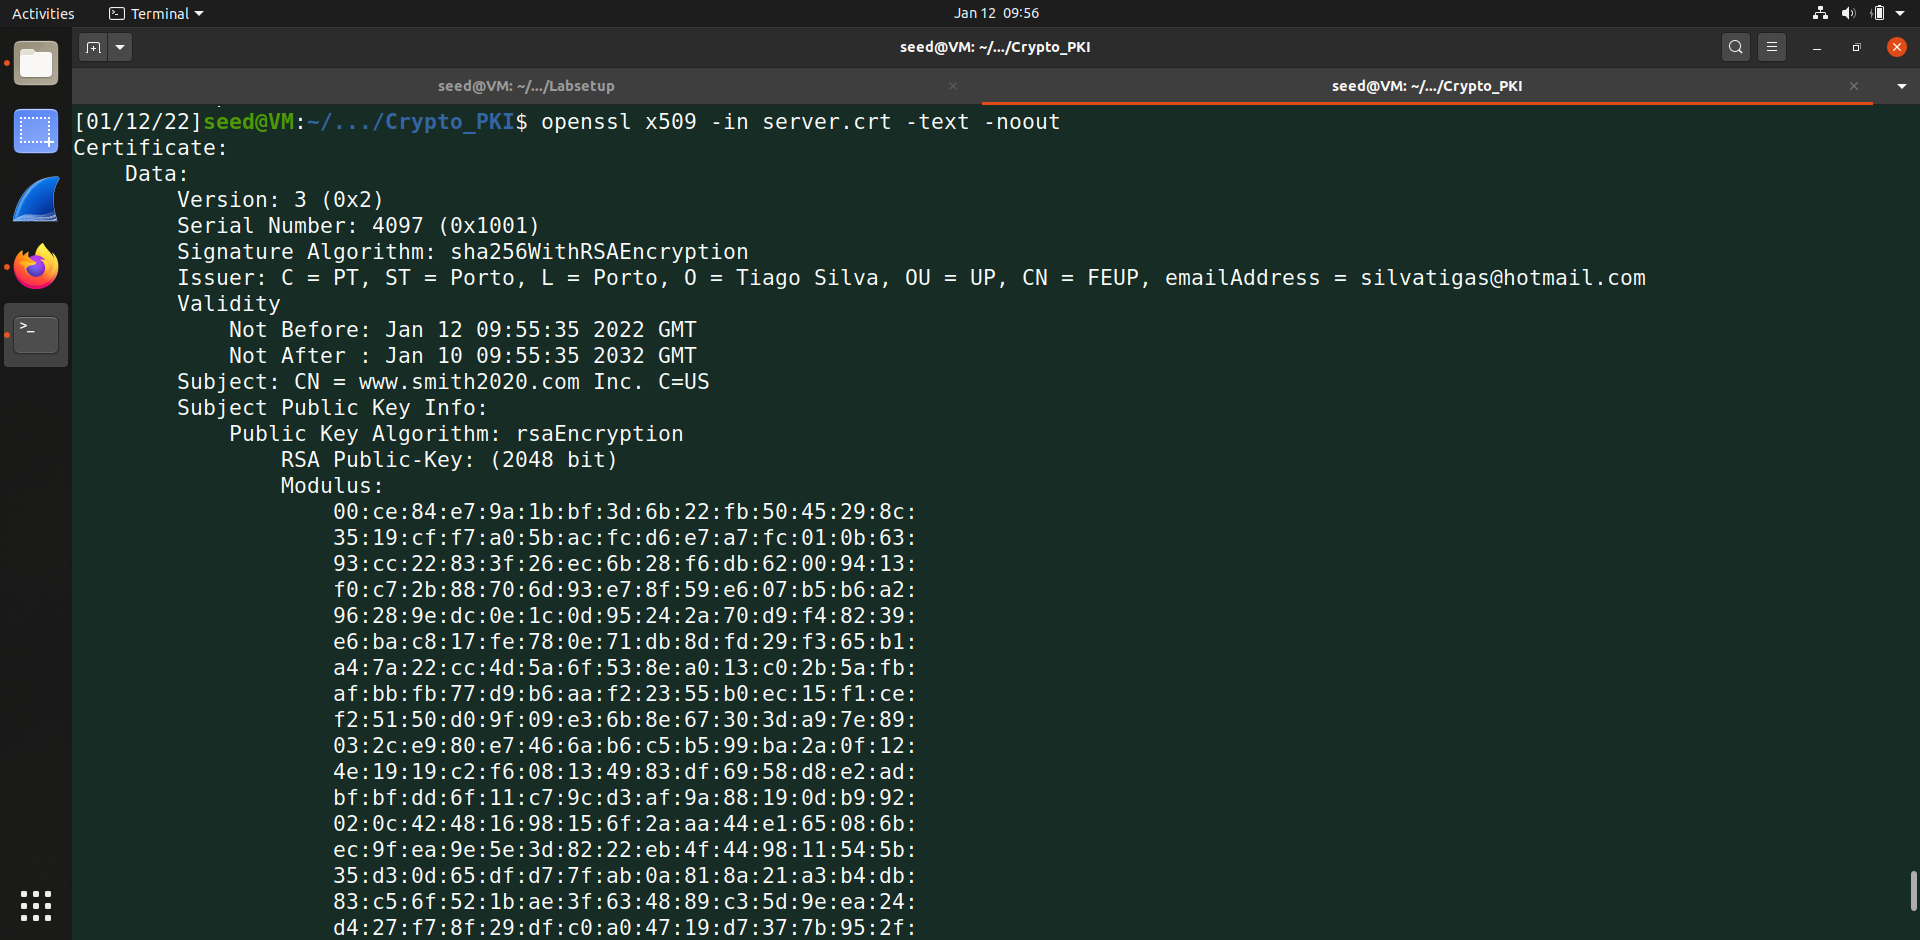 Activities
Terminal
Jan 12 09:56
seed@VM: ~/.../Crypto_PKI
seed@VM: ~/.../Labsetup
seed@VM: ~/.../Crypto_PKI
[01/12/22]seed@VM:~/.../Crypto_PKI$ openssl x509 -in server.crt -text -noout
Certificate:
    Data:
        Version: 3 (0x2)
        Serial Number: 4097 (0x1001)
        Signature Algorithm: sha256WithRSAEncryption
        Issuer: C = PT, ST = Porto, L = Porto, O = Tiago Silva, OU = UP, CN = FEUP, emailAddress = silvatigas@hotmail.com
        Validity
            Not Before: Jan 12 09:55:35 2022 GMT
            Not After : Jan 10 09:55:35 2032 GMT
        Subject: CN = www.smith2020.com Inc. C=US
        Subject Public Key Info:
            Public Key Algorithm: rsaEncryption
                RSA Public-Key: (2048 bit)
                Modulus:
                    00:ce:84:e7:9a:1b:bf:3d:6b:22:fb:50:45:29:8c:
                    35:19:cf:f7:a0:5b:ac:fc:d6:e7:a7:fc:01:0b:63:
                    93:cc:22:83:3f:26:ec:6b:28:f6:db:62:00:94:13:
                    f0:c7:2b:88:70:6d:93:e7:8f:59:e6:07:b5:b6:a2:
                    96:28:9e:dc:0e:1c:0d:95:24:2a:70:d9:f4:82:39:
                    e6:ba:c8:17:fe:78:0e:71:db:8d:fd:29:f3:65:b1:
                    a4:7a:22:cc:4d:5a:6f:53:8e:a0:13:c0:2b:5a:fb:
                    af:bb:fb:77:d9:b6:aa:f2:23:55:b0:ec:15:f1:ce:
                    f2:51:50:d0:9f:09:e3:6b:8e:67:30:3d:a9:7e:89:
                    03:2c:e9:80:e7:46:6a:b6:c5:b5:99:ba:2a:0f:12:
                    4e:19:19:c2:f6:08:13:49:83:df:69:58:d8:e2:ad:
                    bf:bf:dd:6f:11:c7:9c:d3:af:9a:88:19:0d:b9:92:
                    02:0c:42:48:16:98:15:6f:2a:aa:44:e1:65:08:6b:
                    ec:9f:ea:9e:5e:3d:82:22:eb:4f:44:98:11:54:5b:
                    35:d3:0d:65:df:d7:7f:ab:0a:81:8a:21:a3:b4:db:
                    83:c5:6f:52:1b:ae:3f:63:48:89:c3:5d:9e:ea:24:
                    d4:27:f7:8f:29:df:c0:a0:47:19:d7:37:7b:95:2f: